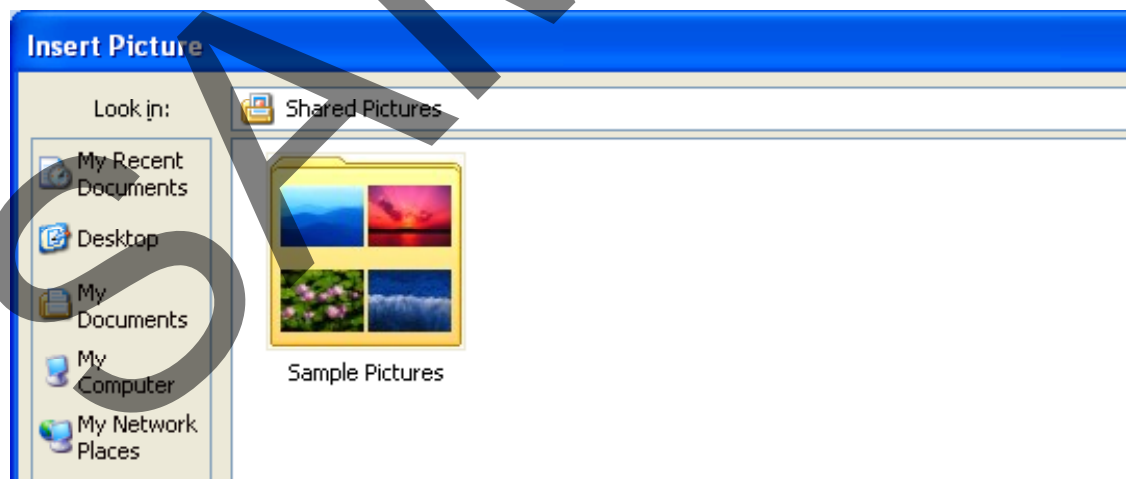 Insert Picture
Look in:
Shared Pictures
My Recent
Documents
Desktop
My
Documents
My
Computer
My Network
Places
Sample Pictures